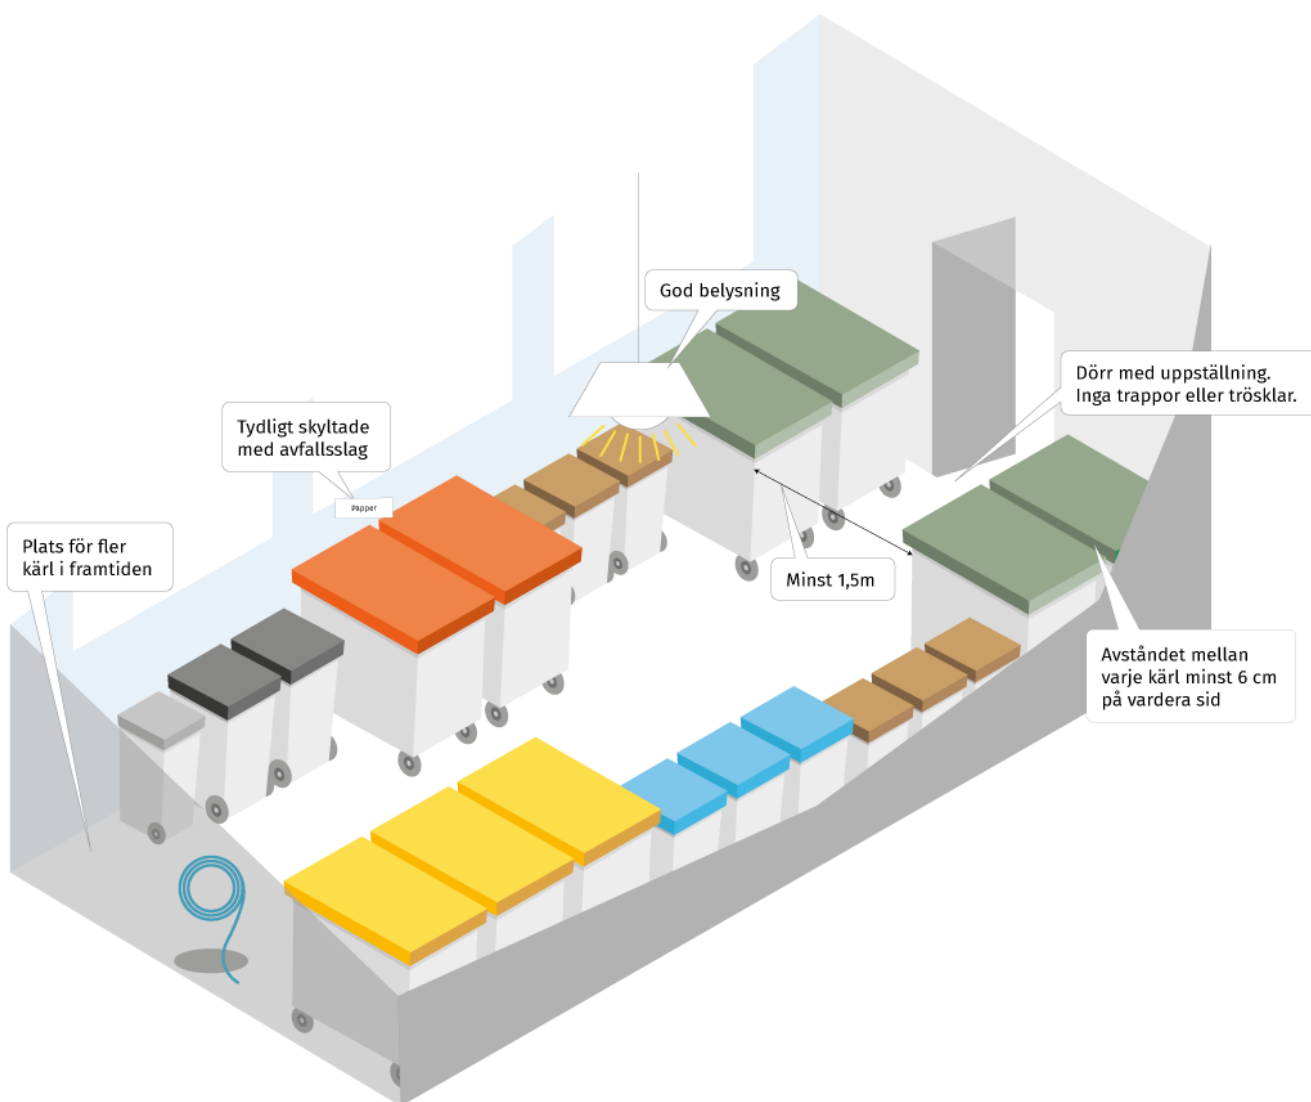 God belysning
Dörr med uppställning.
Inga trappor eller trösklar.
Tydligt skyltade
med avfallsslag
Papper
Plats för fler
kärl i framtiden
Minst 1,5m
Avståndet mellan
varje kärl minst 6 cm
på vardera sid